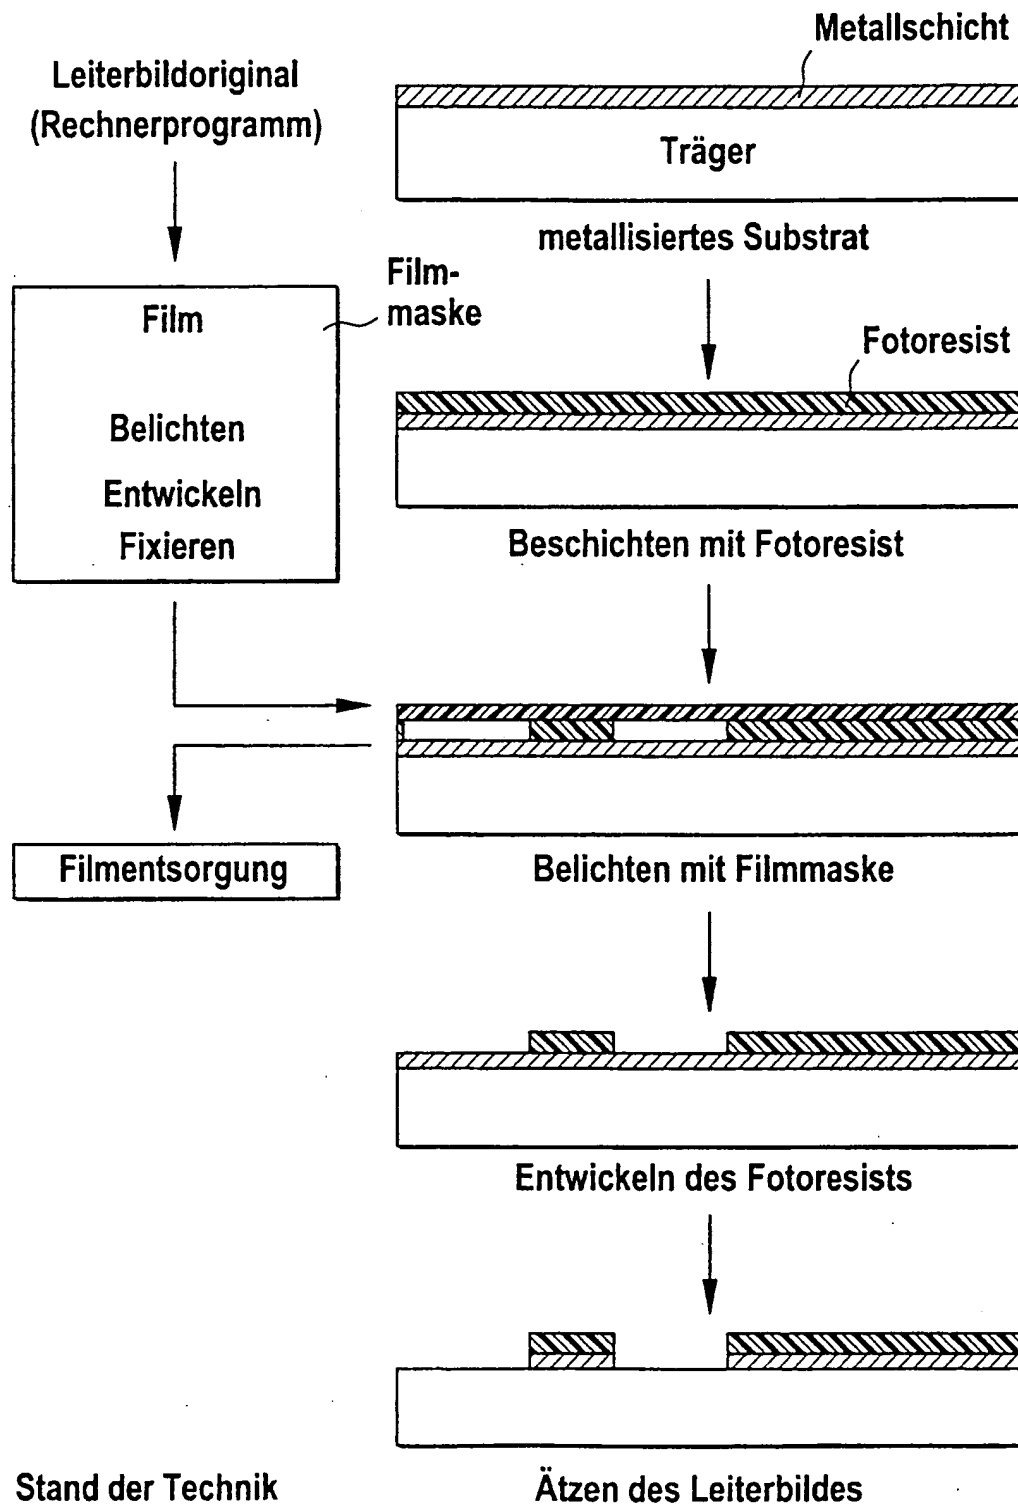 Metallschicht
Leiterbildoriginal
(Rechnerprogramm)
Träger
metallisiertes Substrat
Film-
maske
Film
Fotoresist
Belichten
Entwickeln
Fixieren
Beschichten mit Fotoresist
Filmentsorgung
Belichten mit Filmmaske
Entwickeln des Fotoresists
Stand der Technik
Ätzen des Leiterbildes